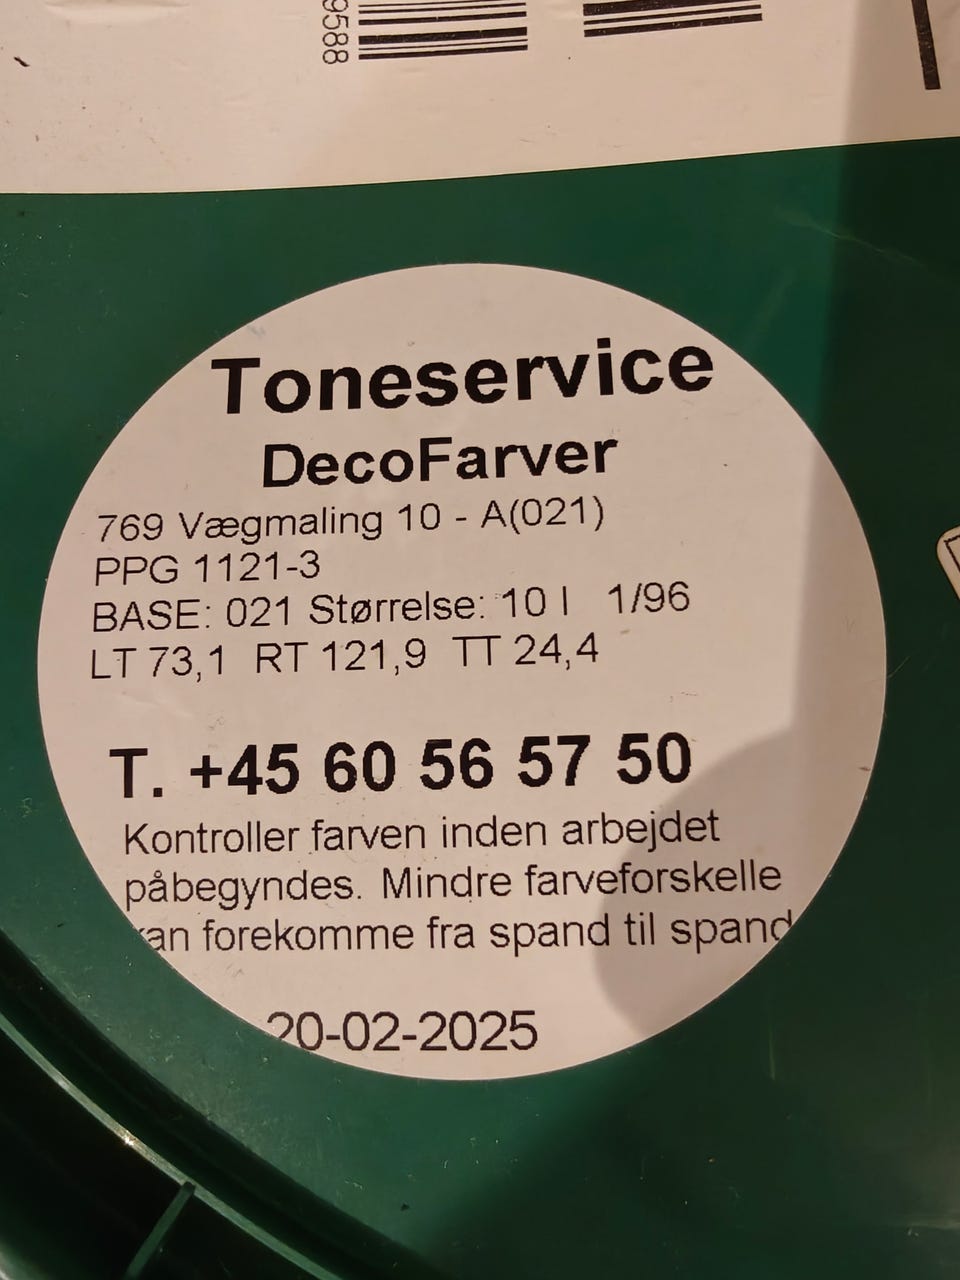 9588
Toneservice
DecoFarver
769 Vægmaling 10 - A(021)
PPG 1121-3
BASE: 021 Størrelse: 10 l 1/96
LT 73,1 RT 121,9 TT 24,4
T. +45 60 56 57 50
Kontroller farven inden arbejdet
påbegyndes. Mindre farveforskelle
kan forekomme fra spand til spand
20-02-2025